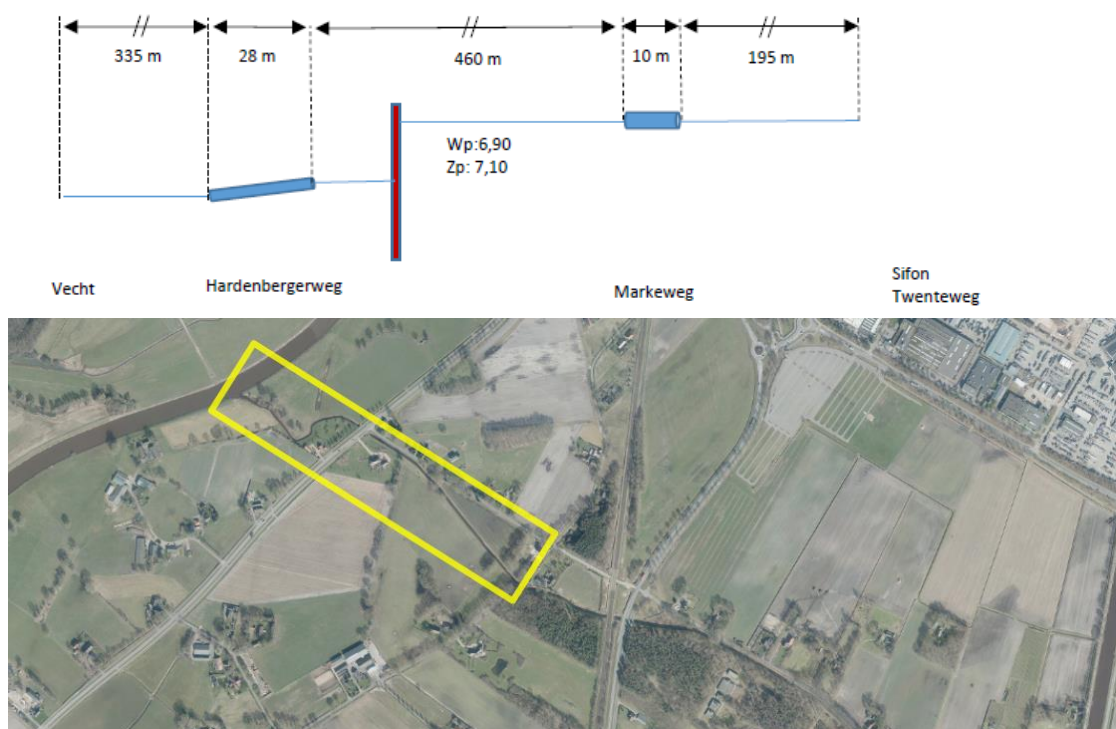 335 m
28 m
460 m
10 m
195 m
Wp:6,90
Zp: 7,10
Vecht
Hardenbergerweg
Markeweg
Sifon
Twenteweg